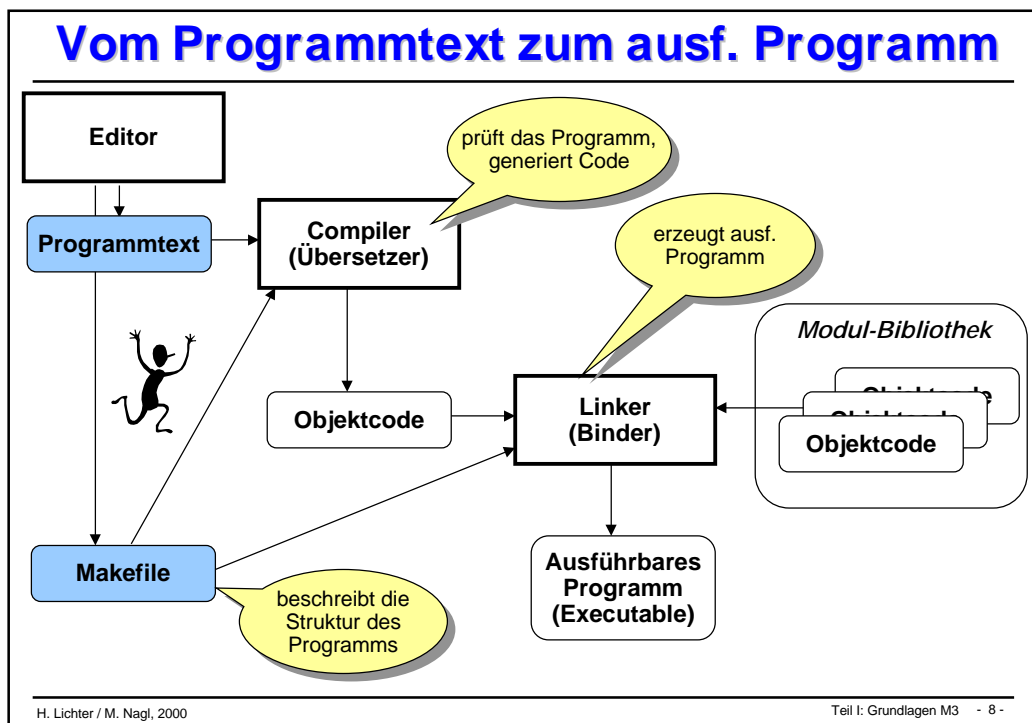 Vom Programmtext zum ausf. Programm
Editor
prüft das Programm,
generiert Code
Programmtext
Compiler
(Übersetzer)
erzeugt ausf.
Programm
Modul-Bibliothek
Objektcode
Objektcode
Objektcode
Objektcode
Linker
(Binder)
Makefile
beschreibt die
Struktur des
Programms
Ausführbares
Programm
(Executable)
H. Lichter / M. Nagl, 2000
Teil I: Grundlagen M3 - 8 -